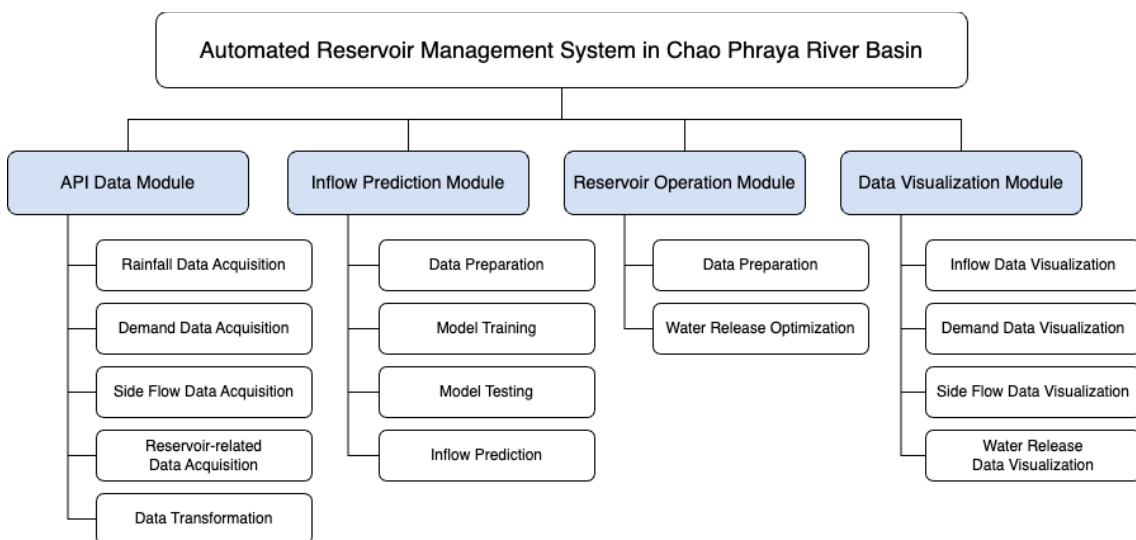 Automated Reservoir Management System in Chao Phraya River Basin
API Data Module
Rainfall Data Acquisition
Demand Data Acquisition
Side Flow Data Acquisition
Reservoir-related
Data Acquisition
Data Transformation
Inflow Prediction Module
Data Preparation
Model Training
Model Testing
Inflow Prediction
Reservoir Operation Module
Data Preparation
Water Release Optimization
Data Visualization Module
Inflow Data Visualization
Demand Data Visualization
Side Flow Data Visualization
Water Release
Data Visualization